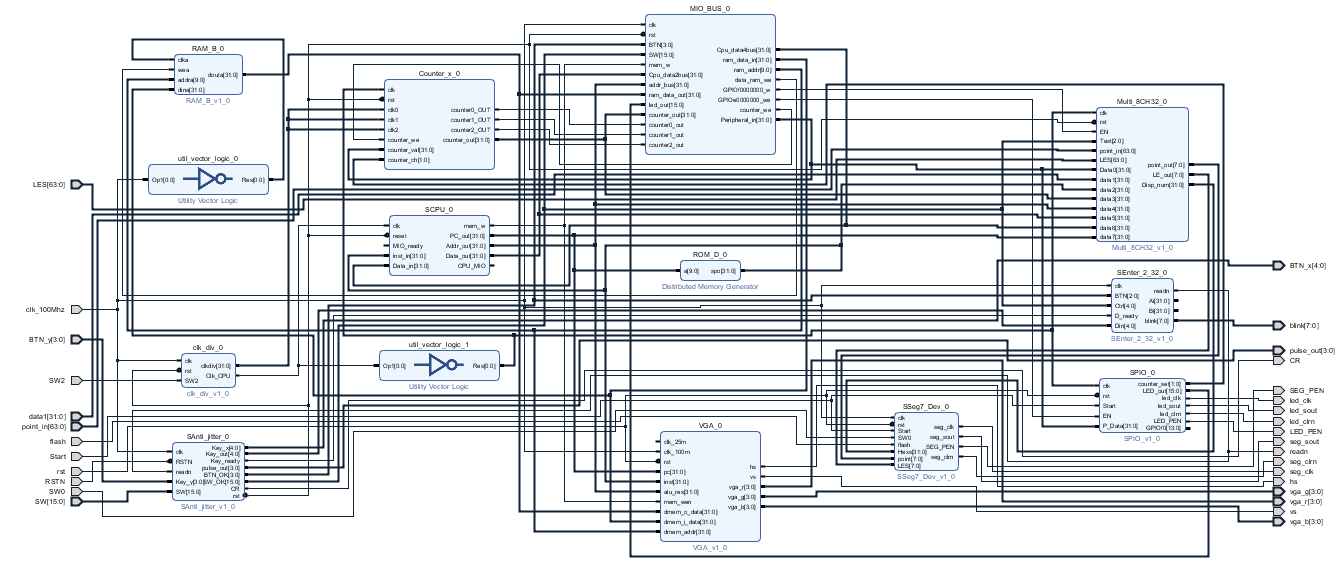 MIO_BUS_0
clk
rst
BTN[3:0]
SW[15:0]
mem_w
Cpu_data2bus[31:0]
addr_bus[31:0]
ram_data_out[31:0]
led_out[15:0]
counter_out[31:0]
counter0_out
counter1_out
counter2_out
Cpu_data4bus[31:0]
ram_data_in[31:0]
ram_addr[9:0]
data_ram_we
GPIOf0000000_w
GPIOe0000000_we
counter_we
Peripheral_in[31:0]
RAM_B_0
clka
wea
addra[9:0]
dina[31:0]
douta[31:0]
RAM_B_v1_0
Counter_x_0
clk
rst
clk0
clk1
clk2
counter_we
counter_val[31:0]
counter_ch[1:0]
counter0_OUT
counter1_OUT
counter2_OUT
counter_out[31:0]
Multi_8CH32_0
clk
rst
EN
Test[2:0]
point_in[63:0]
LES[63:0]
Data0[31:0]
data1[31:0]
data2[31:0]
data3[31:0]
data4[31:0]
data5[31:0]
data6[31:0]
data7[31:0]
point_out[7:0]
LE_out[7:0]
Disp_num[31:0]
Multi_8CH32_v1_0
util_vector_logic_0
Op1[0:0]
Res[0:0]
Utility Vector Logic
LES[63:0]
SCPU_0
clk
reset
MIO_ready
inst_in[31:0]
Data_in[31:0]
mem_w
PC_out[31:0]
Addr_out[31:0]
Data_out[31:0]
CPU_MIO
ROM_D_0
a[9:0]
spo[31:0]
Distributed Memory Generator
BTN_x[4:0]
SEnter_2_32_0
clk
BTN[2:0]
Ctrl[4:0]
D_ready
Din[4:0]
readn
Ai[31:0]
Bi[31:0]
blink[7:0]
SEnter_2_32_v1_0
clk_100Mhz
BTN_y[3:0]
SW2
blink[7:0]
pulse_out[3:0]
CR
clk_div_0
clk
rst
SW2
clkdiv[31:0]
Clk_CPU
clk_div_v1_0
util_vector_logic_1
Op1[0:0]
Res[0:0]
Utility Vector Logic
SPIO_0
clk
rst
Start
EN
P_Data[31:0]
counter_set[1:0]
LED_out[15:0]
led_clk
led_sout
led_clrn
LED_PEN
GPIOf0[13:0]
SPIO_v1_0
data1[31:0]
point_in[63:0]
flash
Start
rst
RSTN
SW0
SW[15:0]
SAnti_jitter_0
clk
RSTN
readn
Key_y[3:0]
SW[15:0]
Key_x[4:0]
Key_out[4:0]
Key_ready
pulse_out[3:0]
BTN_OK[3:0]
SW_OK[15:0]
CR
rst
SAnti_jitter_v1_0
VGA_0
clk_25m
clk_100m
rst
pc[31:0]
inst[31:0]
alu_res[31:0]
mem_wen
dmem_o_data[31:0]
dmem_i_data[31:0]
dmem_addr[31:0]
hs
vs
vga_r[3:0]
vga_g[3:0]
vga_b[3:0]
VGA_v1_0
SSeg7_Dev_0
clk
rst
Start
SW0
flash
Hexs[31:0]
point[7:0]
LES[7:0]
seg_clk
seg_sout
SEG_PEN
seg_clrn
SSeg7_Dev_v1_0
SEG_PEN
led_clk
led_sout
led_clrn
LED_PEN
seg_sout
readn
seg_clrn
seg_clk
hs
vga_g[3:0]
vga_r[3:0]
vs
vga_b[3:0]